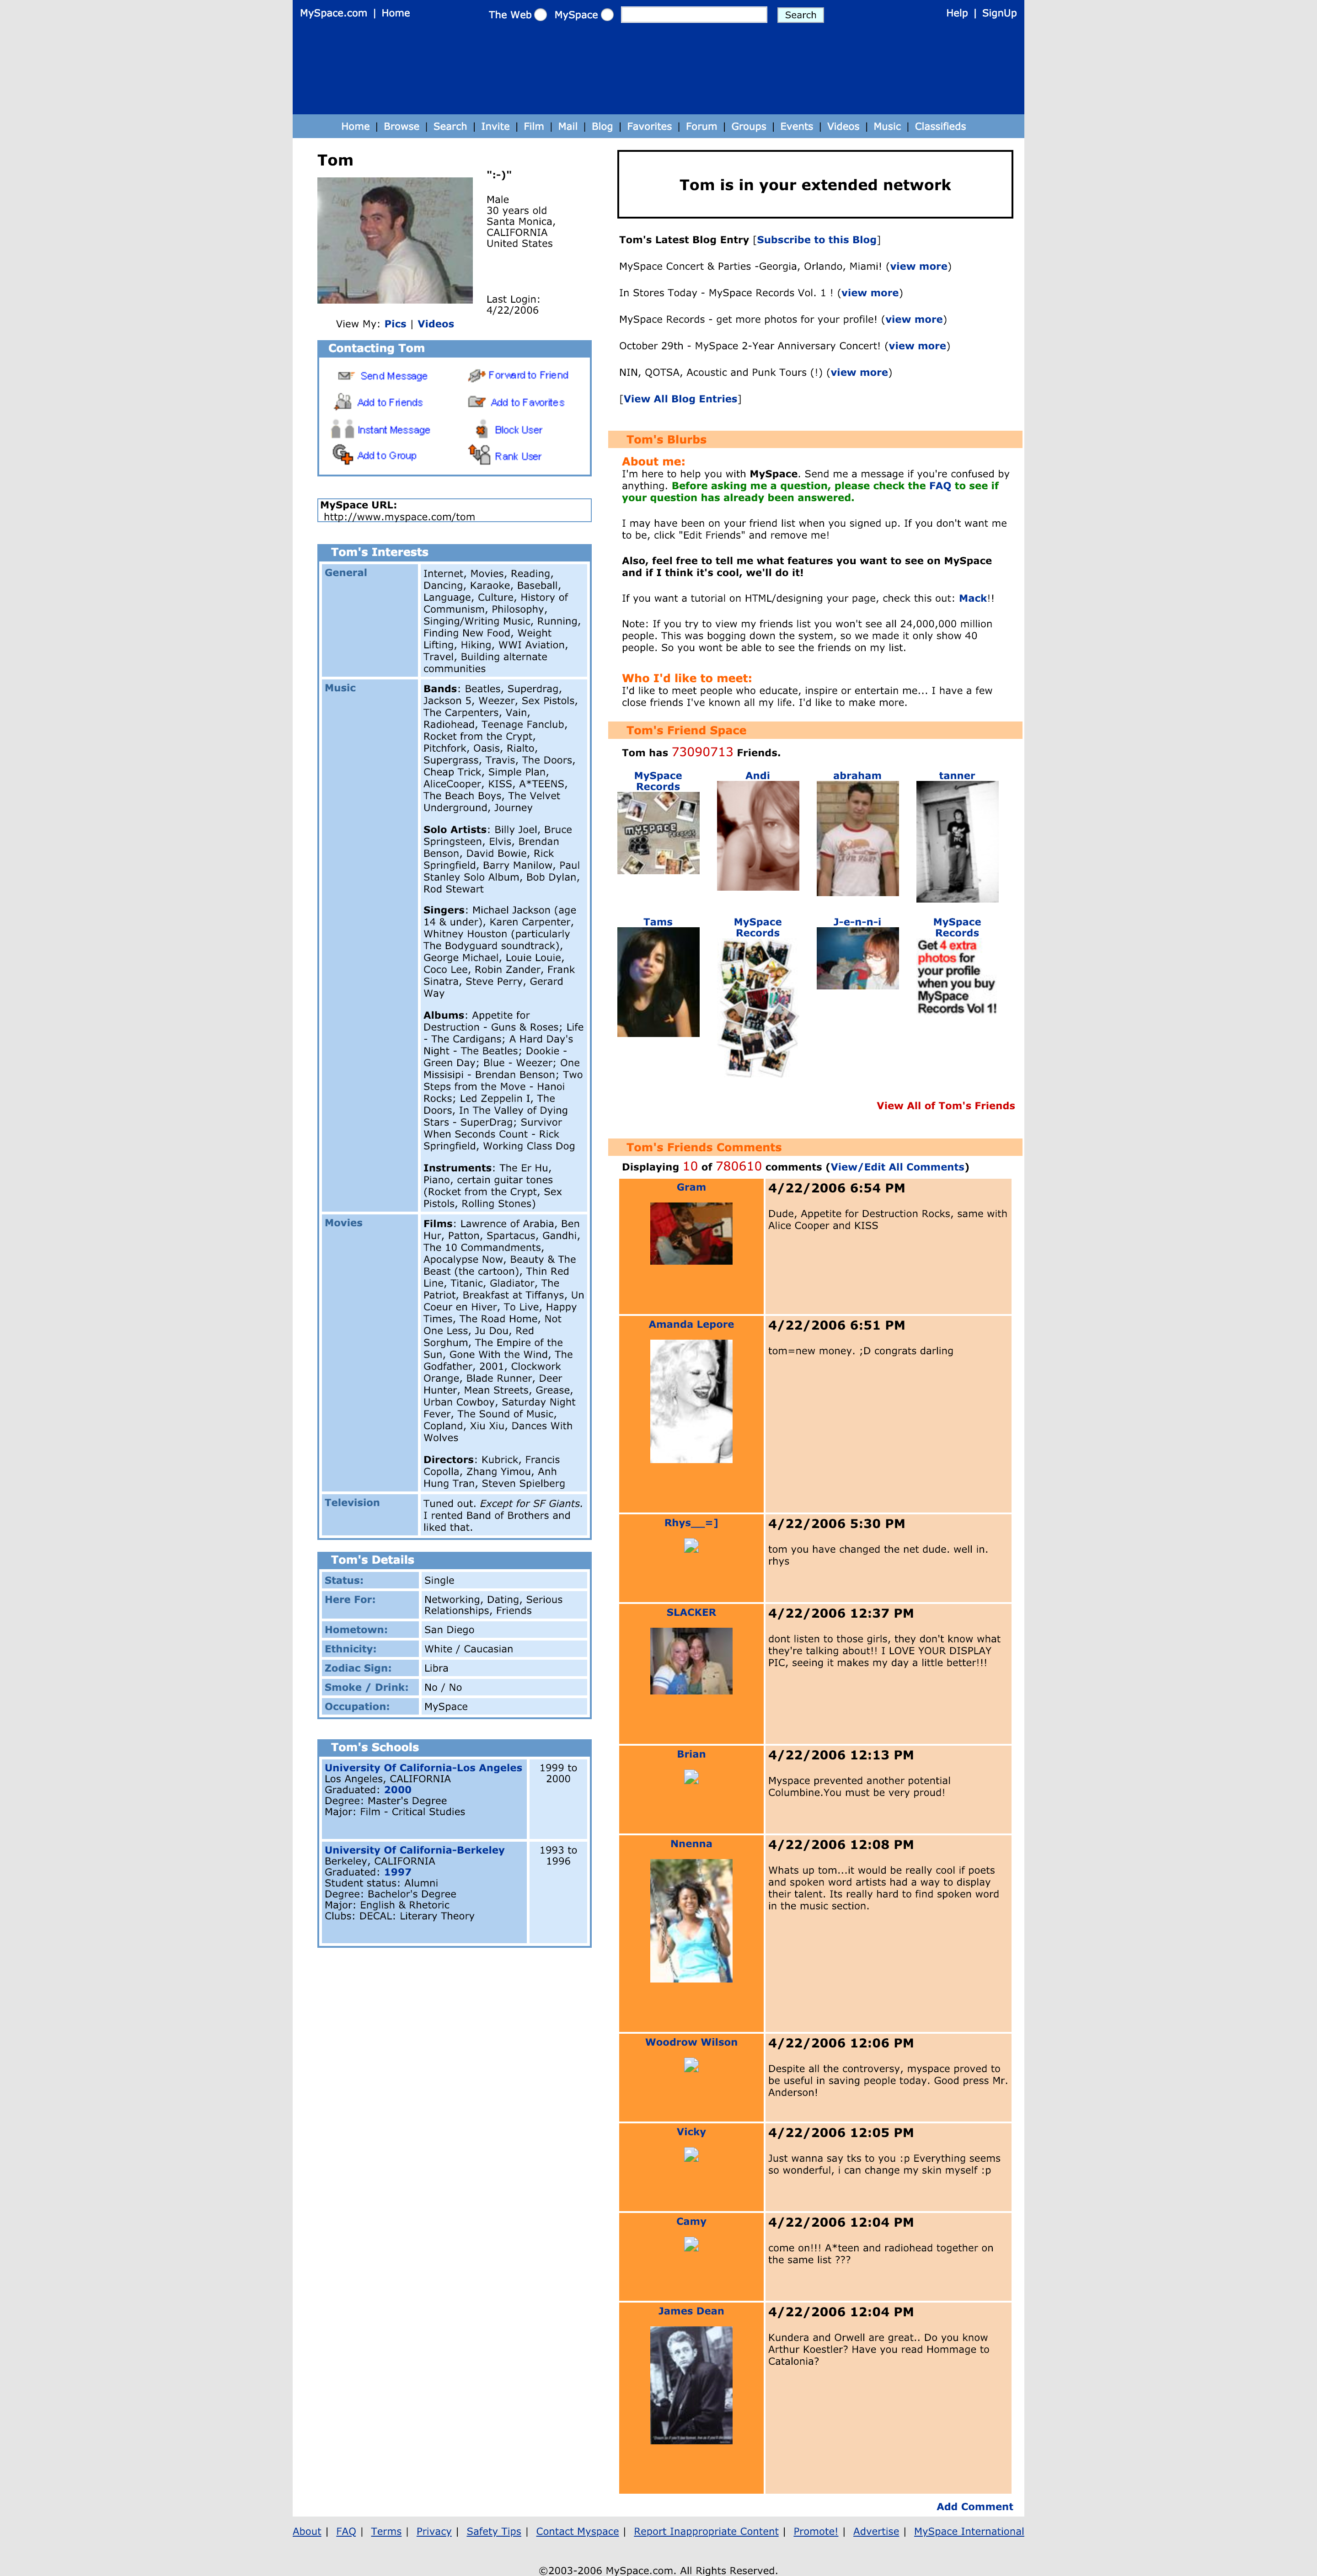 MySpace.com | Home
The Web MySpace Search
Help | SignUp
Home | Browse | Search | Invite | Film | Mail | Blog | Favorites | Forum | Groups | Events | Videos | Music | Classifieds
Tom
":-)"
Male
30 years old
Santa Monica,
CALIFORNIA
United States
Last Login:
4/22/2006
View My: Pics | Videos
Contacting Tom
Send Message
Forward to Friend
Add to Friends
Add to Favorites
Instant Message
Block User
Add to Group
Rank User
MySpace URL:
http://www.myspace.com/tom
Tom's Interests
General
Internet, Movies, Reading,
Dancing, Karaoke, Baseball,
Language, Culture, History of
Communism, Philosophy,
Singing/Writing Music, Running,
Finding New Food, Weight
Lifting, Hiking, WWI Aviation,
Travel, Building alternate
communities
Music
Bands: Beatles, Superdrag,
Jackson 5, Weezer, Sex Pistols,
The Carpenters, Vain,
Radiohead, Teenage Fanclub,
Rocket from the Crypt,
Pitchfork, Oasis, Rialto,
Supergrass, Travis, The Doors,
Cheap Trick, Simple Plan,
AliceCooper, KISS, A*TEENS,
The Beach Boys, The Velvet
Underground, Journey
Solo Artists: Billy Joel, Bruce
Springsteen, Elvis, Brendan
Benson, David Bowie, Rick
Springfield, Barry Manilow, Paul
Stanley Solo Album, Bob Dylan,
Rod Stewart
Singers: Michael Jackson (age
14 & under), Karen Carpenter,
Whitney Houston (particularly
The Bodyguard soundtrack),
George Michael, Louie Louie,
Coco Lee, Robin Zander, Frank
Sinatra, Steve Perry, Gerard
Way
Albums: Appetite for
Destruction - Guns & Roses; Life
- The Cardigans; A Hard Day's
Night - The Beatles; Dookie -
Green Day; Blue - Weezer; One
Missisipi - Brendan Benson; Two
Steps from the Move - Hanoi
Rocks; Led Zeppelin I, The
Doors, In The Valley of Dying
Stars - SuperDrag; Survivor
When Seconds Count - Rick
Springfield, Working Class Dog
Instruments: The Er Hu,
Piano, certain guitar tones
(Rocket from the Crypt, Sex
Pistols, Rolling Stones)
Movies
Films: Lawrence of Arabia, Ben
Hur, Patton, Spartacus, Gandhi,
The 10 Commandments,
Apocalypse Now, Beauty & The
Beast (the cartoon), Thin Red
Line, Titanic, Gladiator, The
Patriot, Breakfast at Tiffanys, Un
Coeur en Hiver, To Live, Happy
Times, The Road Home, Not
One Less, Ju Dou, Red
Sorghum, The Empire of the
Sun, Gone With the Wind, The
Godfather, 2001, Clockwork
Orange, Blade Runner, Deer
Hunter, Mean Streets, Grease,
Urban Cowboy, Saturday Night
Fever, The Sound of Music,
Copland, Xiu Xiu, Dances With
Wolves
Directors: Kubrick, Francis
Copolla, Zhang Yimou, Anh
Hung Tran, Steven Spielberg
Television
Tuned out. Except for SF Giants.
I rented Band of Brothers and
liked that.
Tom's Details
Status: Single
Here For: Networking, Dating, Serious
Relationships, Friends
Hometown: San Diego
Ethnicity: White / Caucasian
Zodiac Sign: Libra
Smoke / Drink: No / No
Occupation: MySpace
Tom's Schools
University Of California-Los Angeles
Los Angeles, CALIFORNIA
Graduated: 2000
Degree: Master's Degree
Major: Film - Critical Studies
1999 to
2000
University Of California-Berkeley
Berkeley, CALIFORNIA
Graduated: 1997
Student status: Alumni
Degree: Bachelor's Degree
Major: English & Rhetoric
Clubs: DECAL: Literary Theory
1993 to
1996
Tom is in your extended network
Tom's Latest Blog Entry [Subscribe to this Blog]
MySpace Concert & Parties -Georgia, Orlando, Miami! (view more)
In Stores Today - MySpace Records Vol. 1 ! (view more)
MySpace Records - get more photos for your profile! (view more)
October 29th - MySpace 2-Year Anniversary Concert! (view more)
NIN, QOTSA, Acoustic and Punk Tours (!) (view more)
[View All Blog Entries]
Tom's Blurbs
About me:
I'm here to help you with MySpace. Send me a message if you're confused by
anything. Before asking me a question, please check the FAQ to see if
your question has already been answered.
I may have been on your friend list when you signed up. If you don't want me
to be, click "Edit Friends" and remove me!
Also, feel free to tell me what features you want to see on MySpace
and if I think it's cool, we'll do it!
If you want a tutorial on HTML/designing your page, check this out: Mack!!
Note: If you try to view my friends list you won't see all 24,000,000 million
people. This was bogging down the system, so we made it only show 40
people. So you wont be able to see the friends on my list.
Who I'd like to meet:
I'd like to meet people who educate, inspire or entertain me... I have a few
close friends I've known all my life. I'd like to make more.
Tom's Friend Space
Tom has 73090713 Friends.
MySpace
Records
Andi
abraham
tanner
MYSPACE
records
Tams
MySpace
Records
J-e-n-n-i
MySpace
Records
Get 4 extra
photos for
your profile
when you buy
MySpace
Records Vol 1!
View All of Tom's Friends
Tom's Friends Comments
Displaying 10 of 780610 comments (View/Edit All Comments)
Gram
4/22/2006 6:54 PM
Dude, Appetite for Destruction Rocks, same with
Alice Cooper and KISS
Amanda Lepore
4/22/2006 6:51 PM
tom=new money. ;D congrats darling
Rhys__=]
4/22/2006 5:30 PM
tom you have changed the net dude. well in.
rhys
SLACKER
4/22/2006 12:37 PM
dont listen to those girls, they don't know what
they're talking about!! I LOVE YOUR DISPLAY
PIC, seeing it makes my day a little better!!!
Brian
4/22/2006 12:13 PM
Myspace prevented another potential
Columbine.You must be very proud!
Nnenna
4/22/2006 12:08 PM
Whats up tom...it would be really cool if poets
and spoken word artists had a way to display
their talent. Its really hard to find spoken word
in the music section.
Woodrow Wilson
4/22/2006 12:06 PM
Despite all the controversy, myspace proved to
be useful in saving people today. Good press Mr.
Anderson!
Vicky
4/22/2006 12:05 PM
Just wanna say tks to you :p Everything seems
so wonderful, i can change my skin myself :p
Camy
4/22/2006 12:04 PM
come on!!! A*teen and radiohead together on
the same list ???
James Dean
4/22/2006 12:04 PM
Kundera and Orwell are great.. Do you know
Arthur Koestler? Have you read Hommage to
Catalonia?
Add Comment
About | FAQ | Terms | Privacy | Safety Tips | Contact Myspace | Report Inappropriate Content | Promote! | Advertise | MySpace International
©2003-2006 MySpace.com. All Rights Reserved.